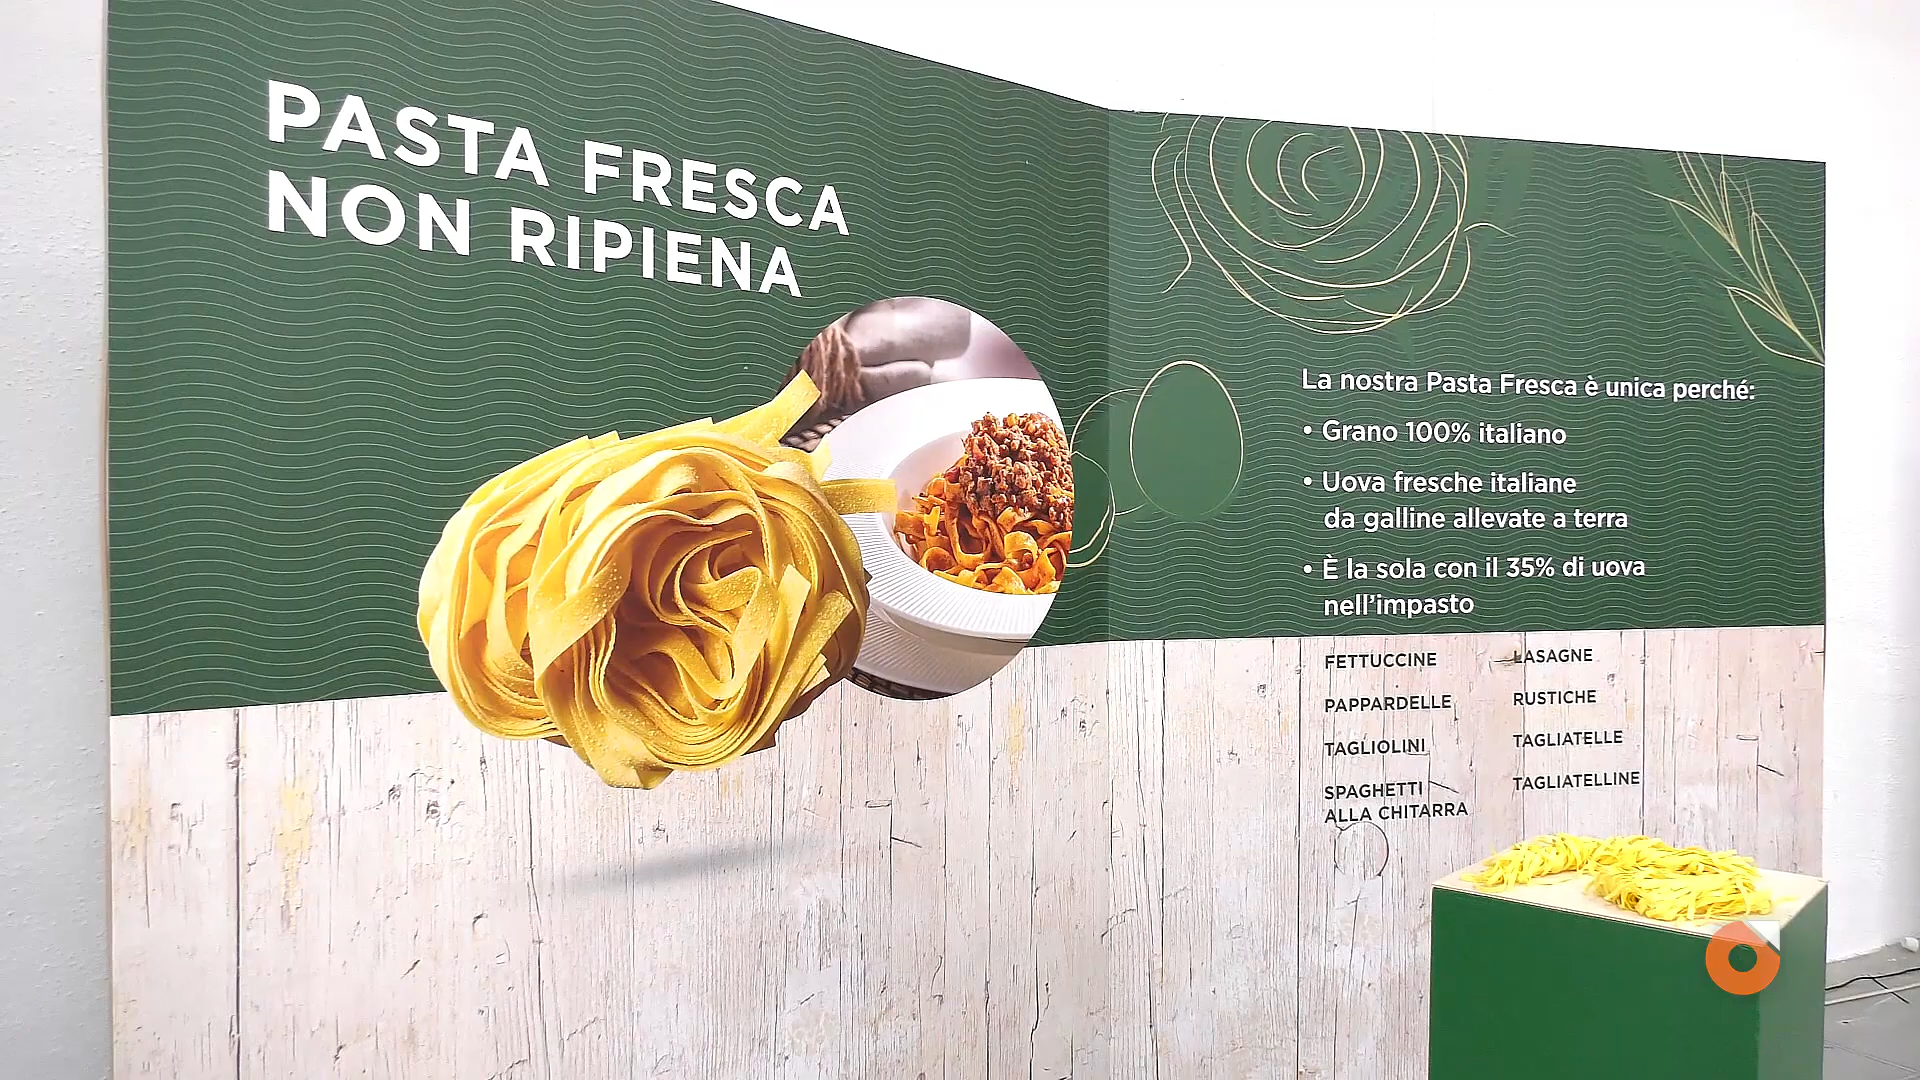 PASTA FRESCA
NON RIPIENA
La nostra Pasta Fresca è unica perché:
• Grano 100% italiano
• Uova fresche italiane
da galline allevate a terra
• È la sola con il 35% di uova
nell'impasto
FETTUCCINE
PAPPARDELLE
TAGLIOLINI
SPAGHETTI
ALLA CHITARRA
LASAGNE
RUSTICHE
TAGLIATELLE
TAGLIATELLINE